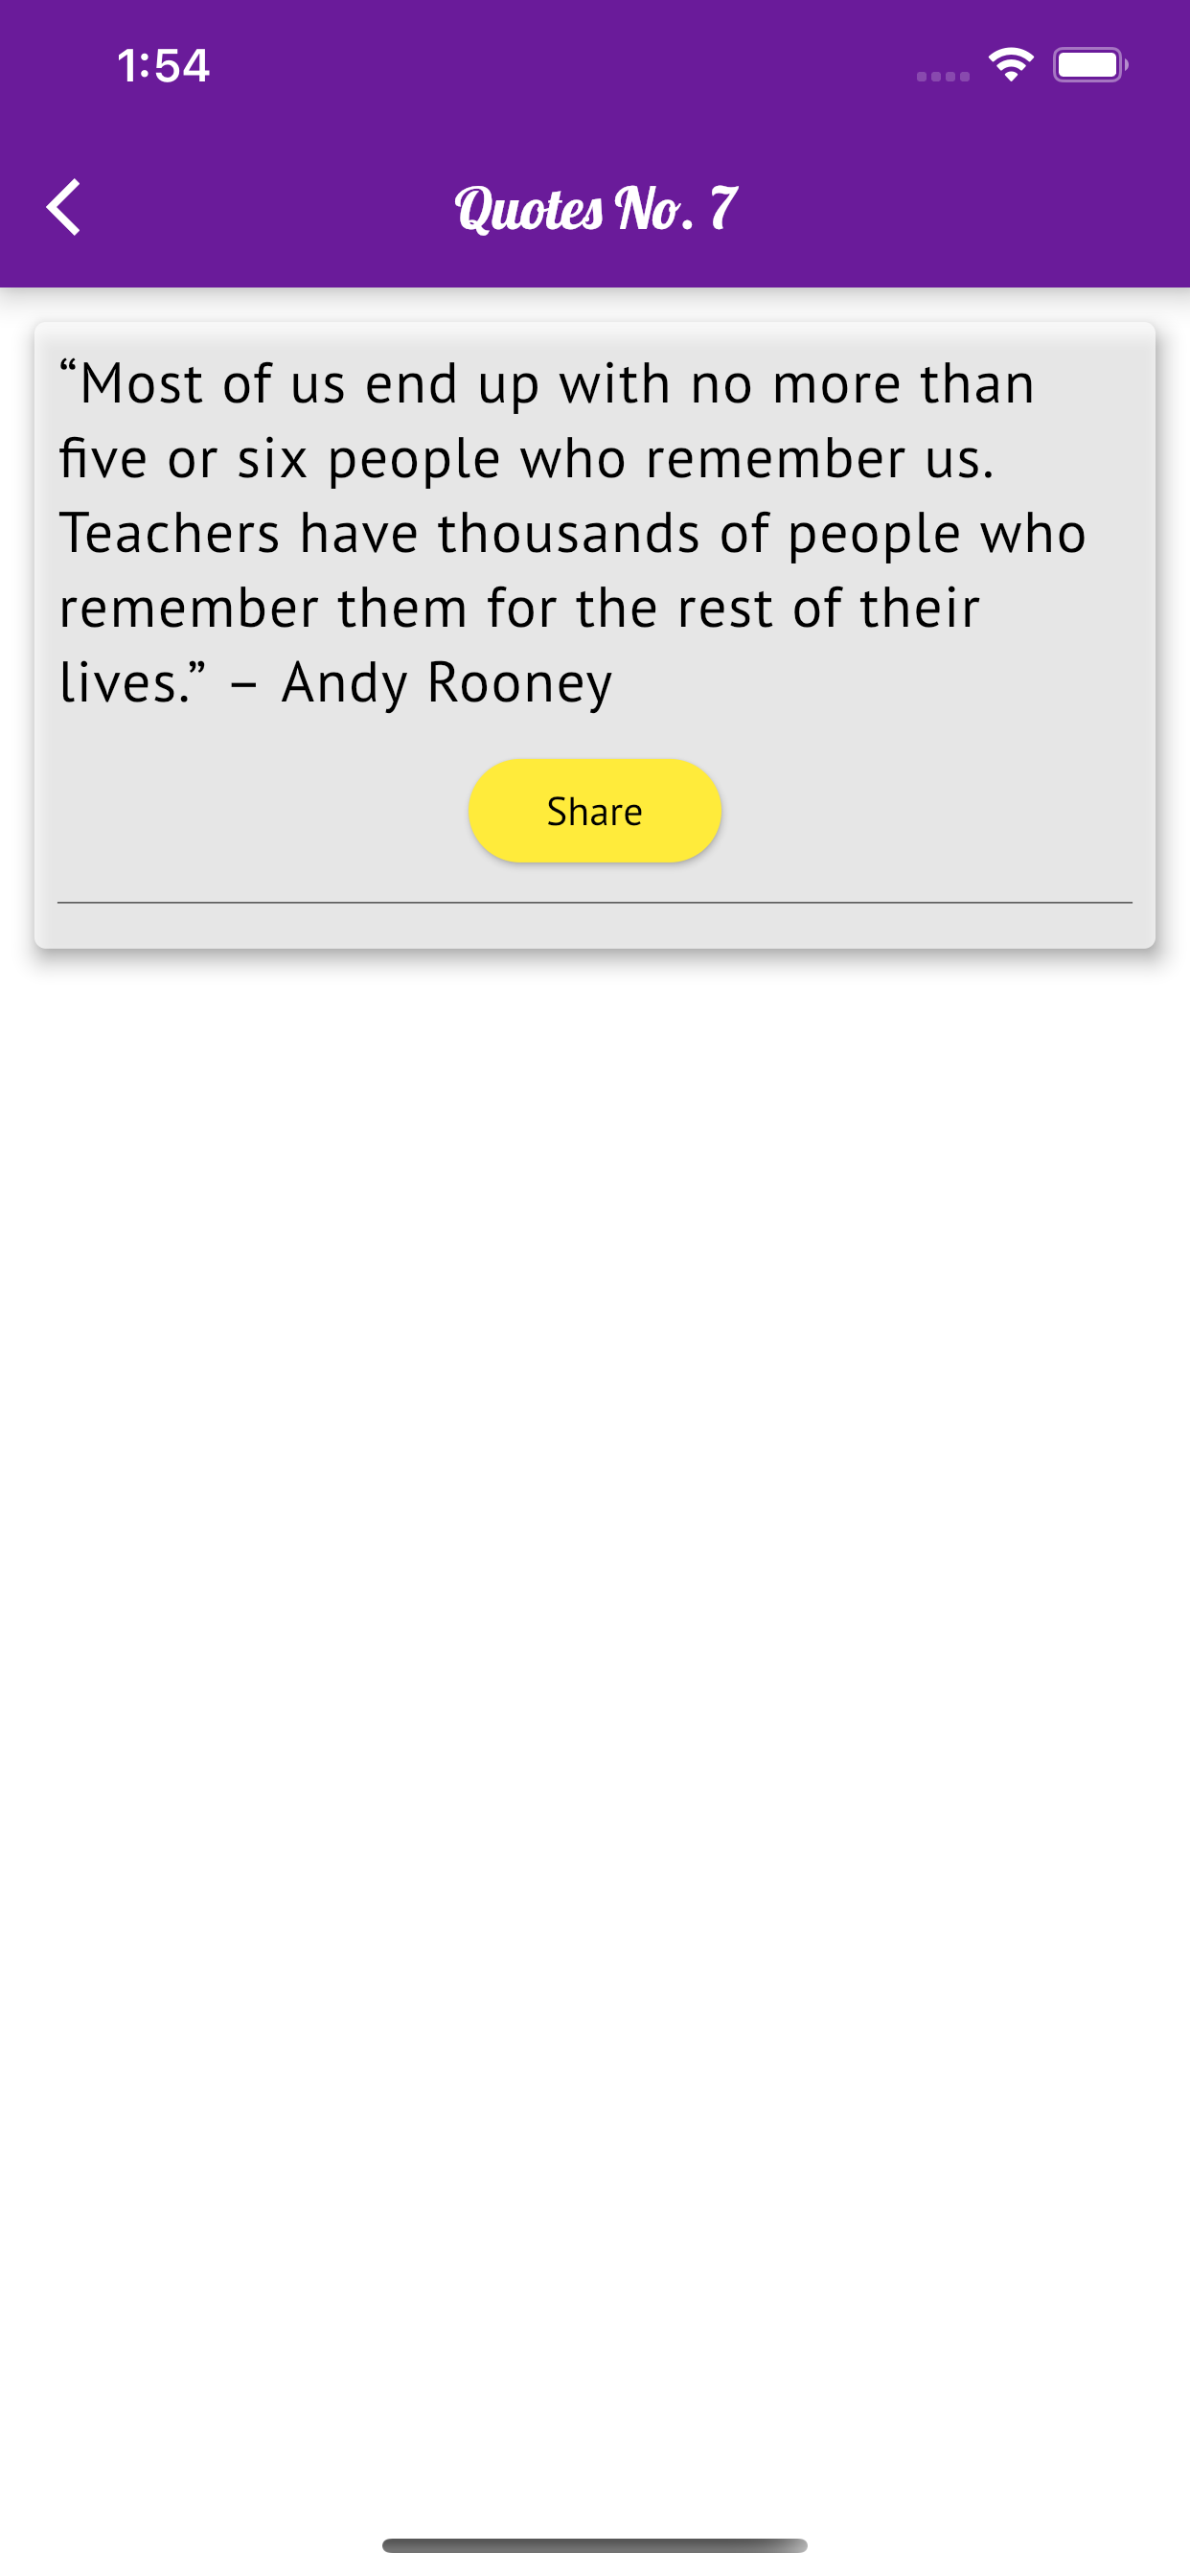 1:54
Quotes No. 7
“Most of us end up with no more than
five or six people who remember us.
Teachers have thousands of people who
remember them for the rest of their
lives.” – Andy Rooney
Share